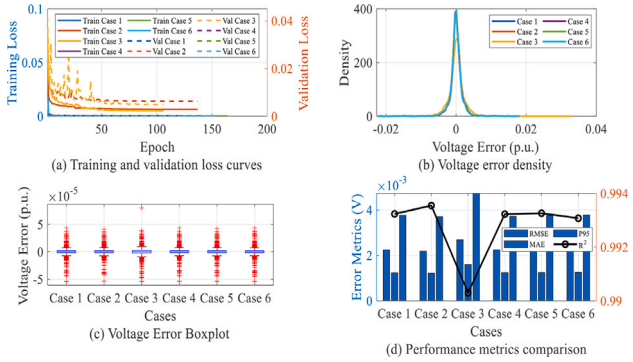 0.1
0.05
0
0.04
0.02
0
50
100
150
200
Training Loss
Validation Loss
Epoch
Train Case 1
Train Case 2
Train Case 3
Train Case 4
Train Case 5
Train Case 6
Val Case 1
Val Case 2
Val Case 3
Val Case 4
Val Case 5
Val Case 6
(a) Training and validation loss curves
400
200
0
Density
-0.02
0
0.02
0.04
Voltage Error (p.u.)
Case 1
Case 2
Case 3
Case 4
Case 5
Case 6
(b) Voltage error density
×10⁻⁵
5
0
-5
Voltage Error (p.u.)
Case 1 Case 2 Case 3 Case 4 Case 5 Case 6
Cases
(c) Voltage Error Boxplot
×10⁻³
4
2
0
Error Metrics (V)
0.994
0.992
0.99
RMSE
MAE
P95
R²
Case 1 Case 2 Case 3 Case 4 Case 5 Case 6
Cases
(d) Performance metrics comparison